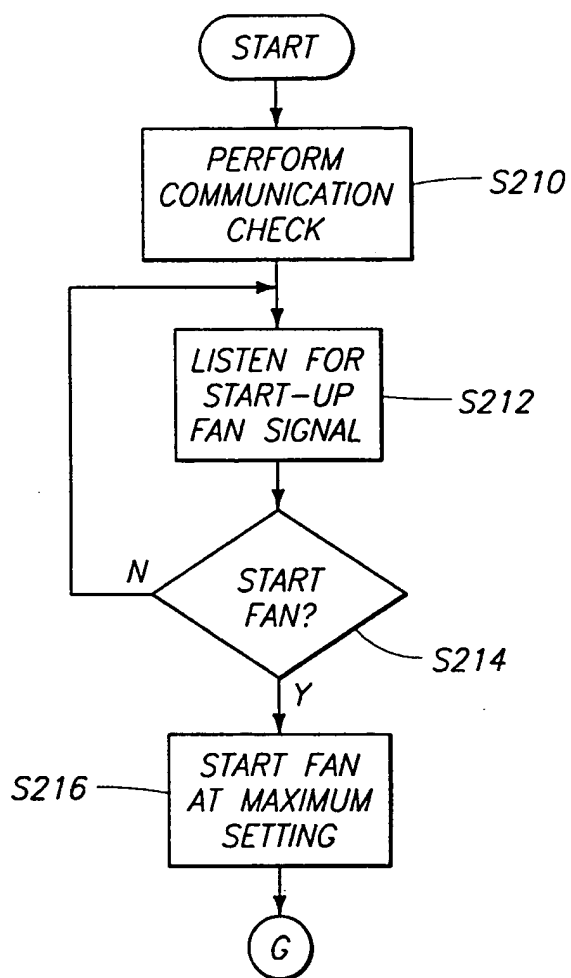 START
PERFORM
COMMUNICATION
CHECK
S210
LISTEN FOR
START-UP
FAN SIGNAL
S212
N
START
FAN?
S214
Y
START FAN
AT MAXIMUM
SETTING
S216
G